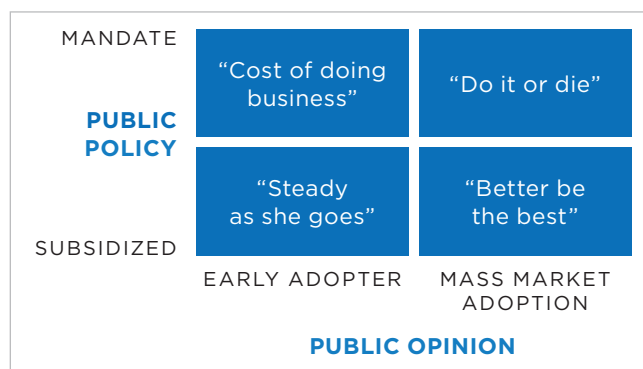 MANDATE
“Cost of doing
business”
“Do it or die”
PUBLIC
POLICY
“Steady
as she goes”
“Better be
the best”
SUBSIDIZED
EARLY ADOPTER
MASS MARKET
ADOPTION
PUBLIC OPINION